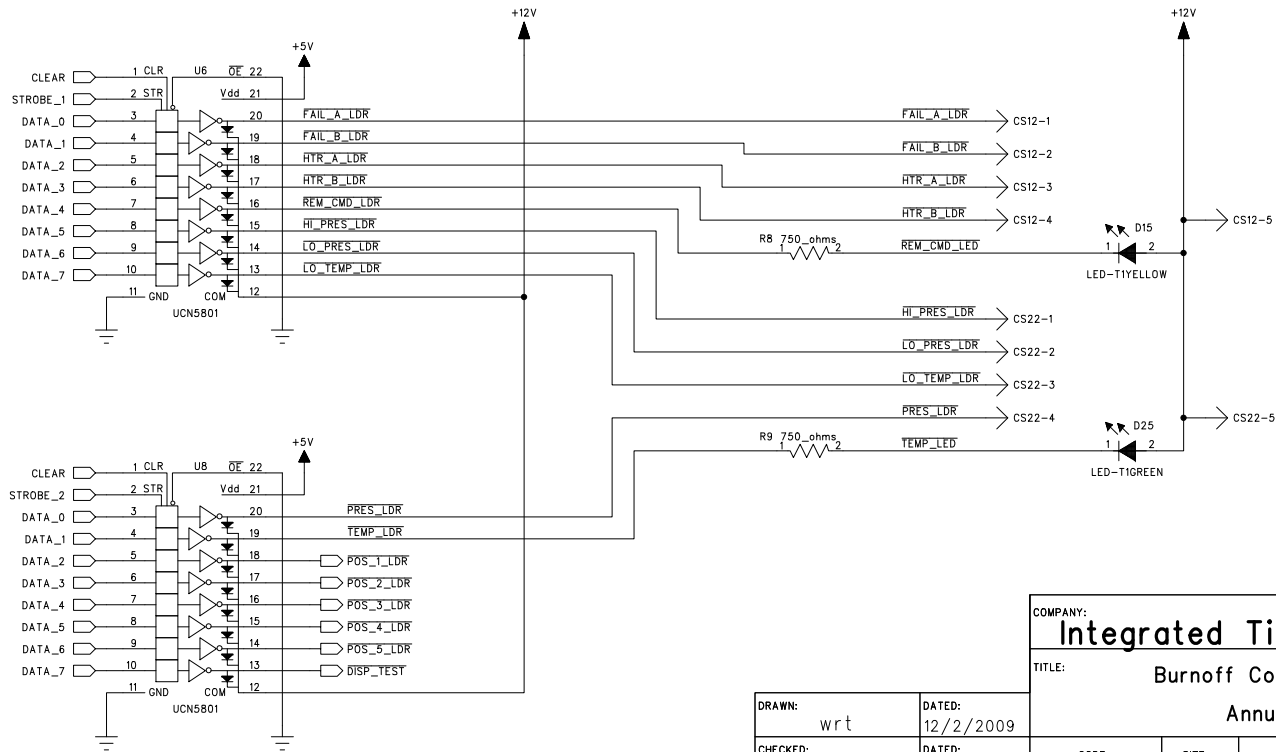 +12V
+12V
+5V
CLEAR 1 CLR U6 OE 22
STROBE_1 2 STR Vdd 21
DATA_0 3 20 FAIL_A_LDR FAIL_A_LDR CS12-1
DATA_1 4 19 FAIL_B_LDR FAIL_B_LDR CS12-2
DATA_2 5 18 HTR_A_LDR HTR_A_LDR CS12-3
DATA_3 6 17 HTR_B_LDR HTR_B_LDR CS12-4 CS12-5
DATA_4 7 16 REM_CMD_LDR R8 750_ohms 1 2 REM_CMD_LED 1 D15 2
LED-T1YELLOW
DATA_5 8 15 HI_PRES_LDR HI_PRES_LDR CS22-1
DATA_6 9 14 LO_PRES_LDR LO_PRES_LDR CS22-2
DATA_7 10 13 LO_TEMP_LDR LO_TEMP_LDR CS22-3
11 GND COM 12
UCN5801
PRES_LDR CS22-4 CS22-5
R9 750_ohms 1 2 TEMP_LED 1 D25 2
LED-T1GREEN
+5V
CLEAR 1 CLR U8 OE 22
STROBE_2 2 STR Vdd 21
DATA_0 3 20 PRES_LDR
DATA_1 4 19 TEMP_LDR
DATA_2 5 18 POS_1_LDR
DATA_3 6 17 POS_2_LDR
DATA_4 7 16 POS_3_LDR
DATA_5 8 15 POS_4_LDR
DATA_6 9 14 POS_5_LDR
DATA_7 10 13 DISP_TEST
11 GND COM 12
UCN5801
COMPANY:
Integrated Ti
TITLE:
Burnoff Co
Annu
DRAWN: wrt
DATED: 12/2/2009
CHECKED: DATED: